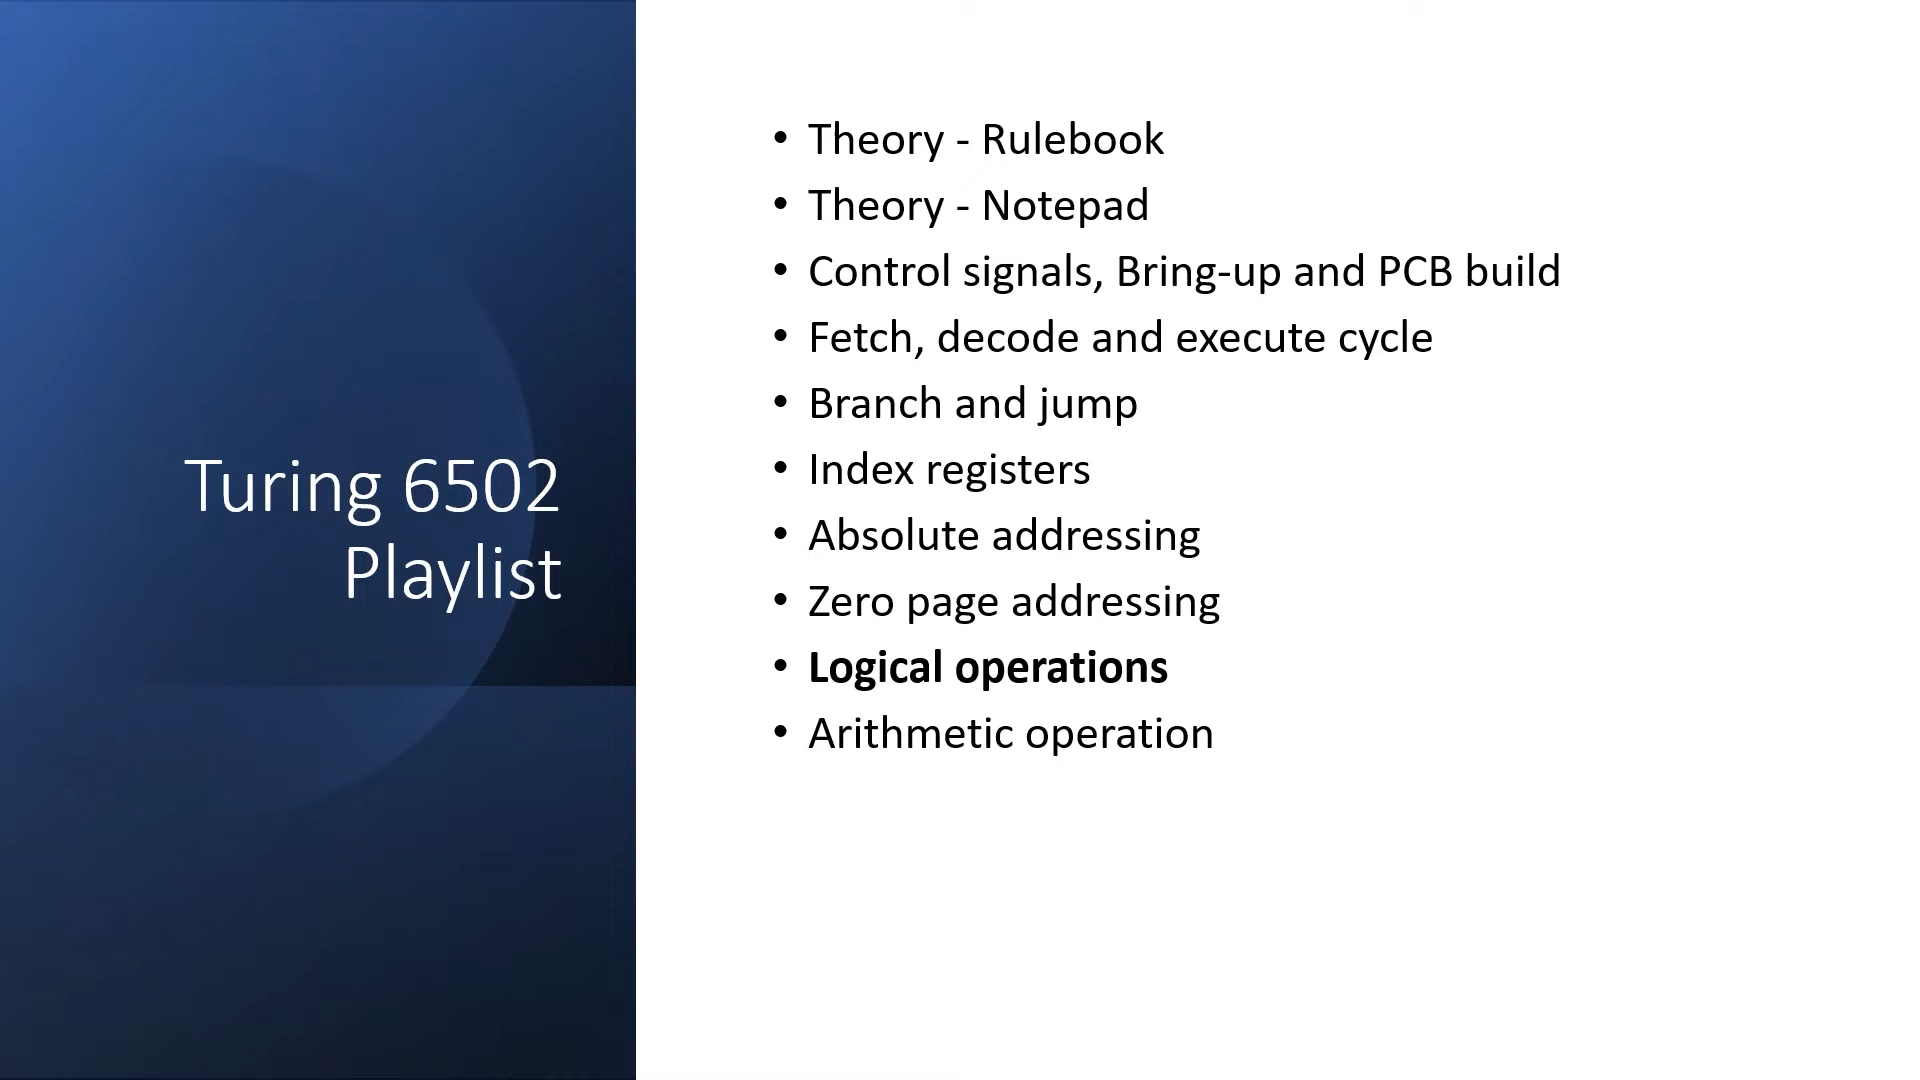 Turing 6502
Playlist
• Theory - Rulebook
• Theory - Notepad
• Control signals, Bring-up and PCB build
• Fetch, decode and execute cycle
• Branch and jump
• Index registers
• Absolute addressing
• Zero page addressing
• Logical operations
• Arithmetic operation